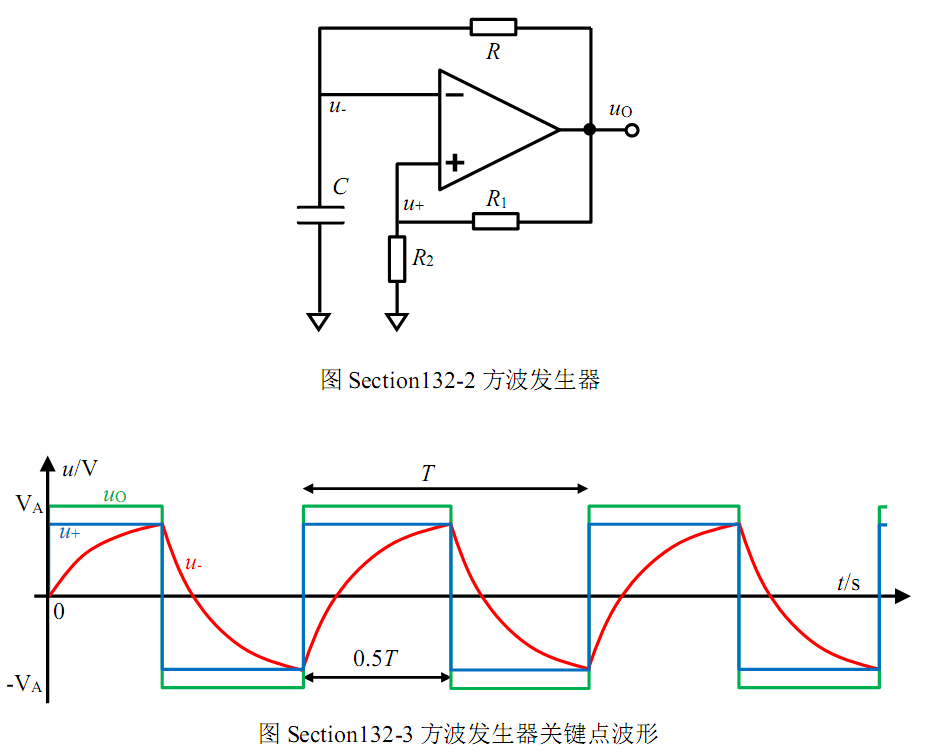 R
u-
uO
C
u+
R1
R2
图 Section132-2 方波发生器
u/V
T
VA
uO
u+
u-
t/s
0
0.5T
-VA
图 Section132-3 方波发生器关键点波形